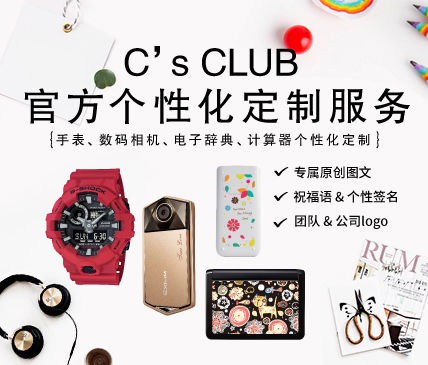 C's CLUB
官方个性化定制服务
{手表、数码相机、电子辞典、计算器个性化定制}
专属原创图文
祝福语 & 个性签名
团队 & 公司logo
G-SHOCK
RUM